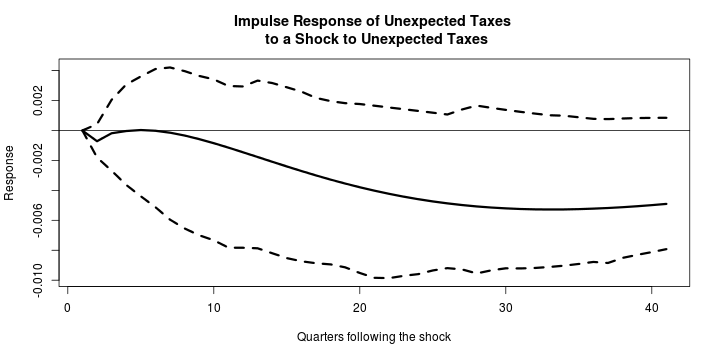 Impulse Response of Unexpected Taxes
to a Shock to Unexpected Taxes
Response
0.002
-0.002
-0.006
-0.010
0 10 20 30 40
Quarters following the shock